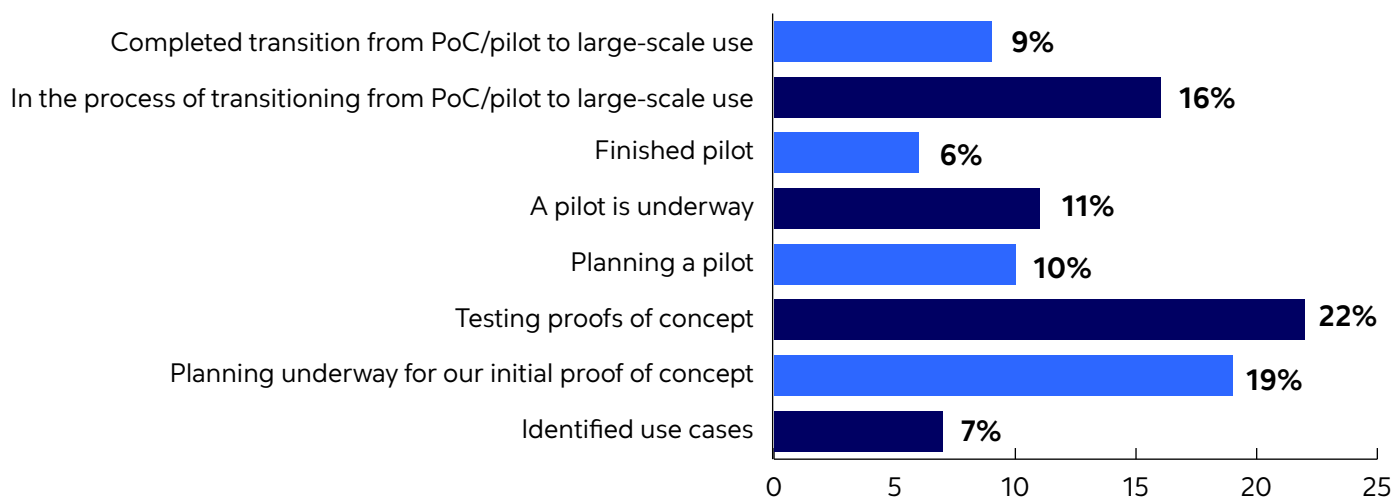 Completed transition from PoC/pilot to large-scale use 9%
In the process of transitioning from PoC/pilot to large-scale use 16%
Finished pilot 6%
A pilot is underway 11%
Planning a pilot 10%
Testing proofs of concept 22%
Planning underway for our initial proof of concept 19%
Identified use cases 7%
0 5 10 15 20 25